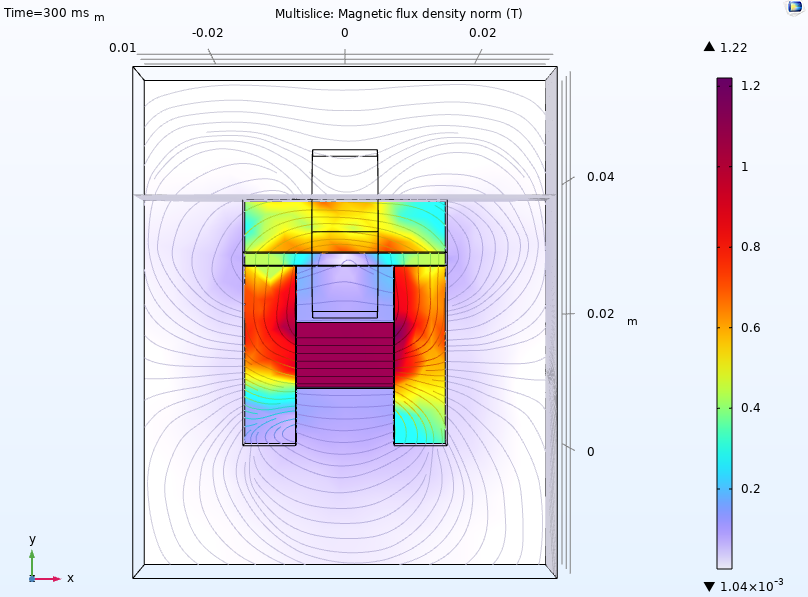 Time=300 ms
m
Multislice: Magnetic flux density norm (T)
0.01
-0.02
0
0.02
▲ 1.22
1.2
1
0.8
0.6
0.4
0.2
▼ 1.04×10⁻³
0.04
0.02
m
0
y
z
x